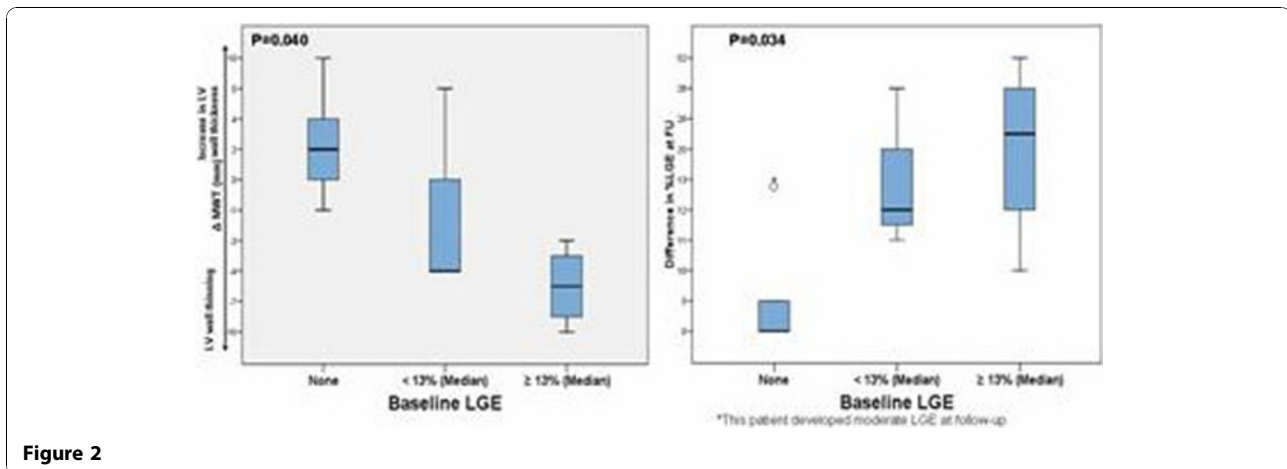 P=0.040
Increase in LV
wall thickness
Δ MWT (mm)
LV wall thinning
None
< 13% (Median)
≥ 13% (Median)
Baseline LGE
P=0.034
Difference in %LGE at FU
None
< 13% (Median)
≥ 13% (Median)
Baseline LGE
*This patient developed moderate LGE at follow-up
Figure 2